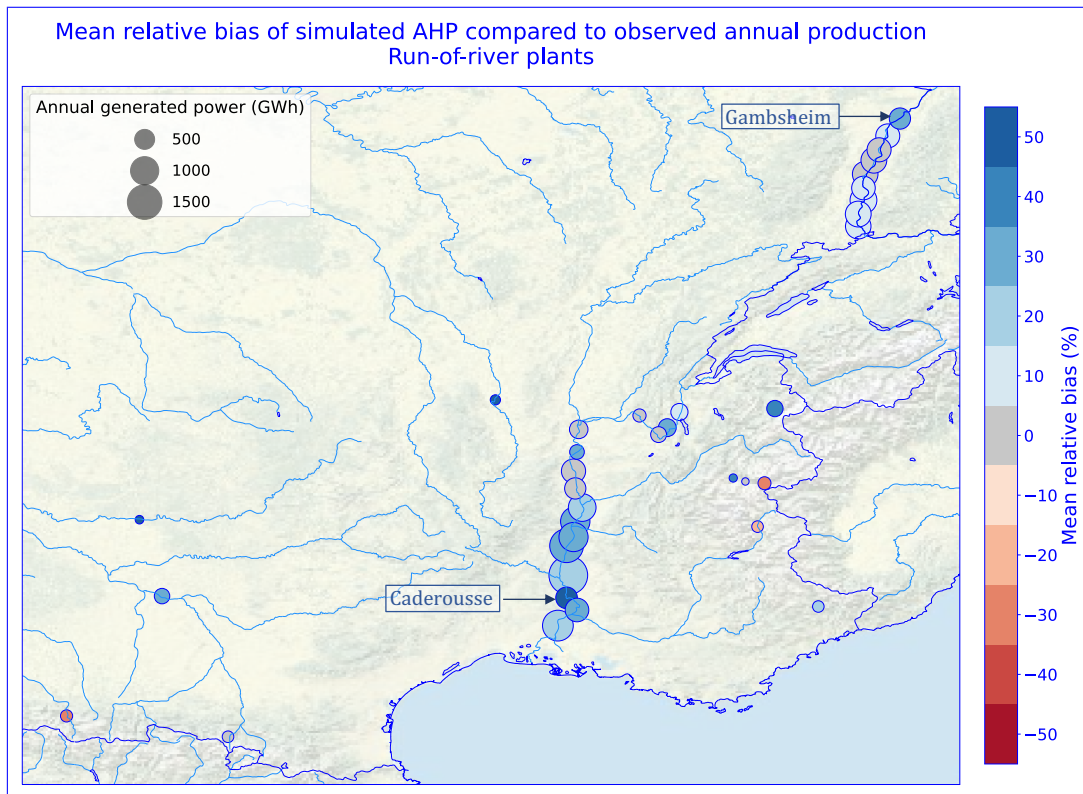 Mean relative bias of simulated AHP compared to observed annual production
Run-of-river plants
Annual generated power (GWh)
500
1000
1500
Gambsheim
Caderousse
50
40
30
20
10
0
−10
−20
−30
−40
−50
Mean relative bias (%)